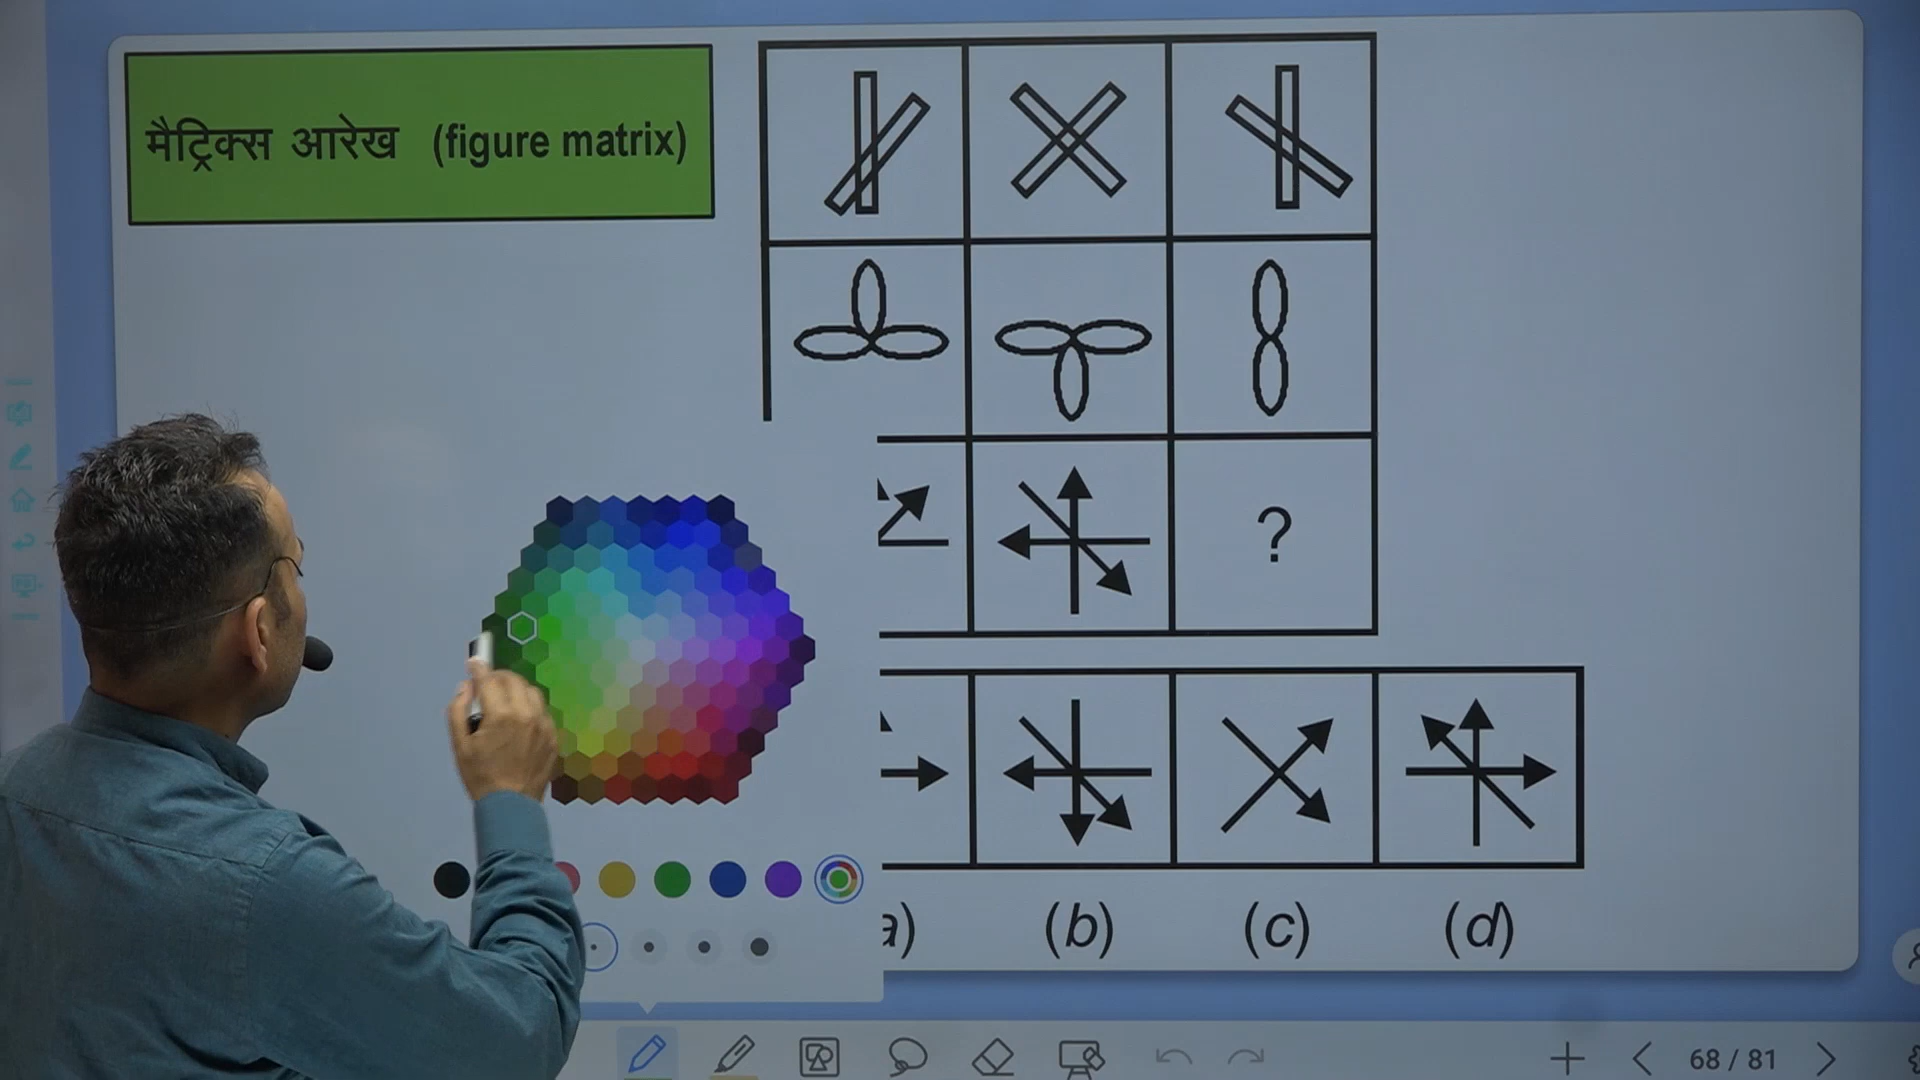 मैट्रिक्स आरेख (figure matrix)
?
a) (b) (c) (d)
68 / 81